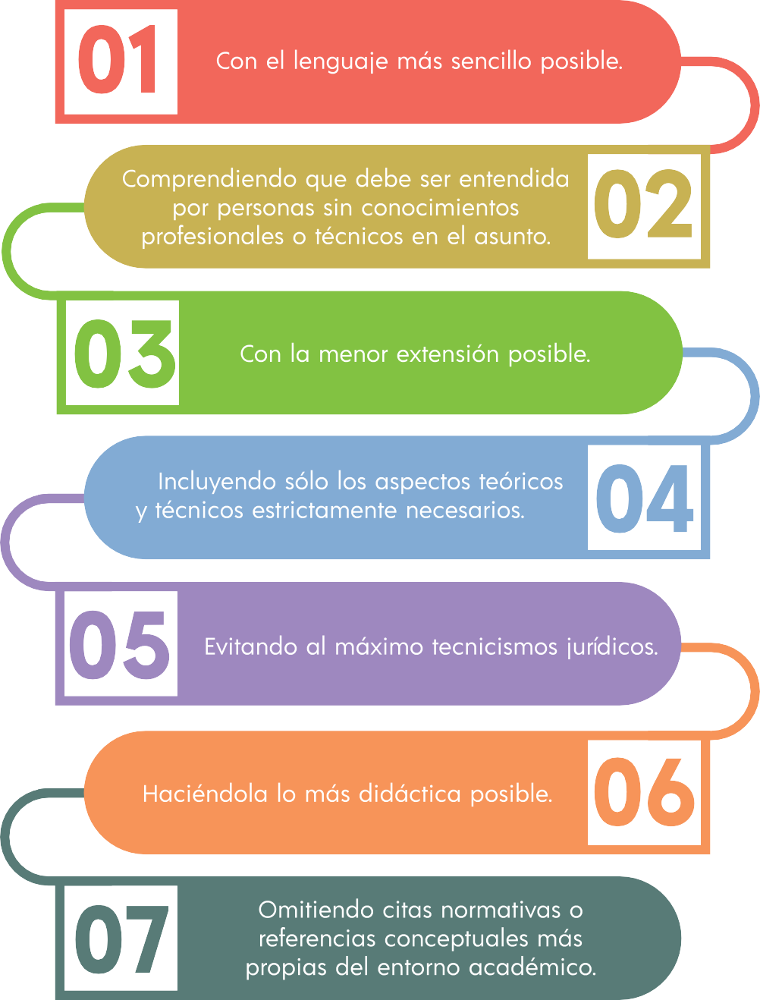 01
Con el lenguaje más sencillo posible.
Comprendiendo que debe ser entendida
por personas sin conocimientos
profesionales o técnicos en el asunto.
02
03
Con la menor extensión posible.
Incluyendo sólo los aspectos teóricos
y técnicos estrictamente necesarios.
04
05
Evitando al máximo tecnicismos jurídicos.
Haciéndola lo más didáctica posible.
06
07
Omitiendo citas normativas o
referencias conceptuales más
propias del entorno académico.